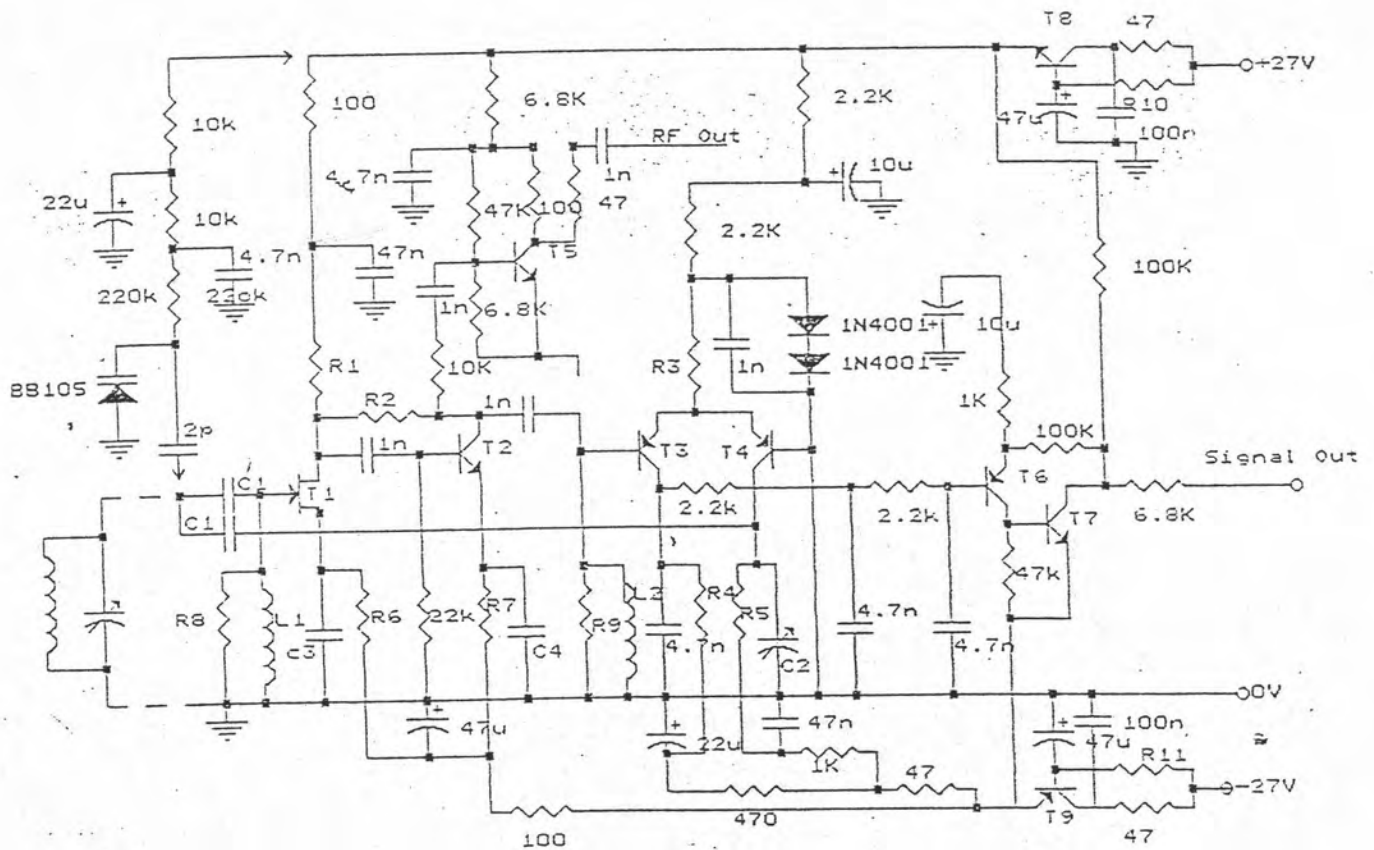 T8
47
+27V
100
6.8K
2.2K
47u
+
R10
100n
10k
RF Out
1n
4.7n
10u
+
22u
+
10k
47K
100
47
2.2K
4.7n
47n
T5
100K
220k
220k
1n
6.8K
1N4001
10u
+
1n
1N4001
R1
10K
R3
BB105
1K
R2
1n
2p
1n
T2
T3
T4
100K
Signal Out
C1
T1
T6
2.2k
2.2k
6.8K
C1
T7
47k
R8
L1
R6
22k
R7
R9
L2
R4
R5
4.7n
c3
C4
4.7n
C2
4.7n
0V
+
47u
+
22u
47n
+
47u
100n
1K
R11
47
-27V
100
470
T9
47